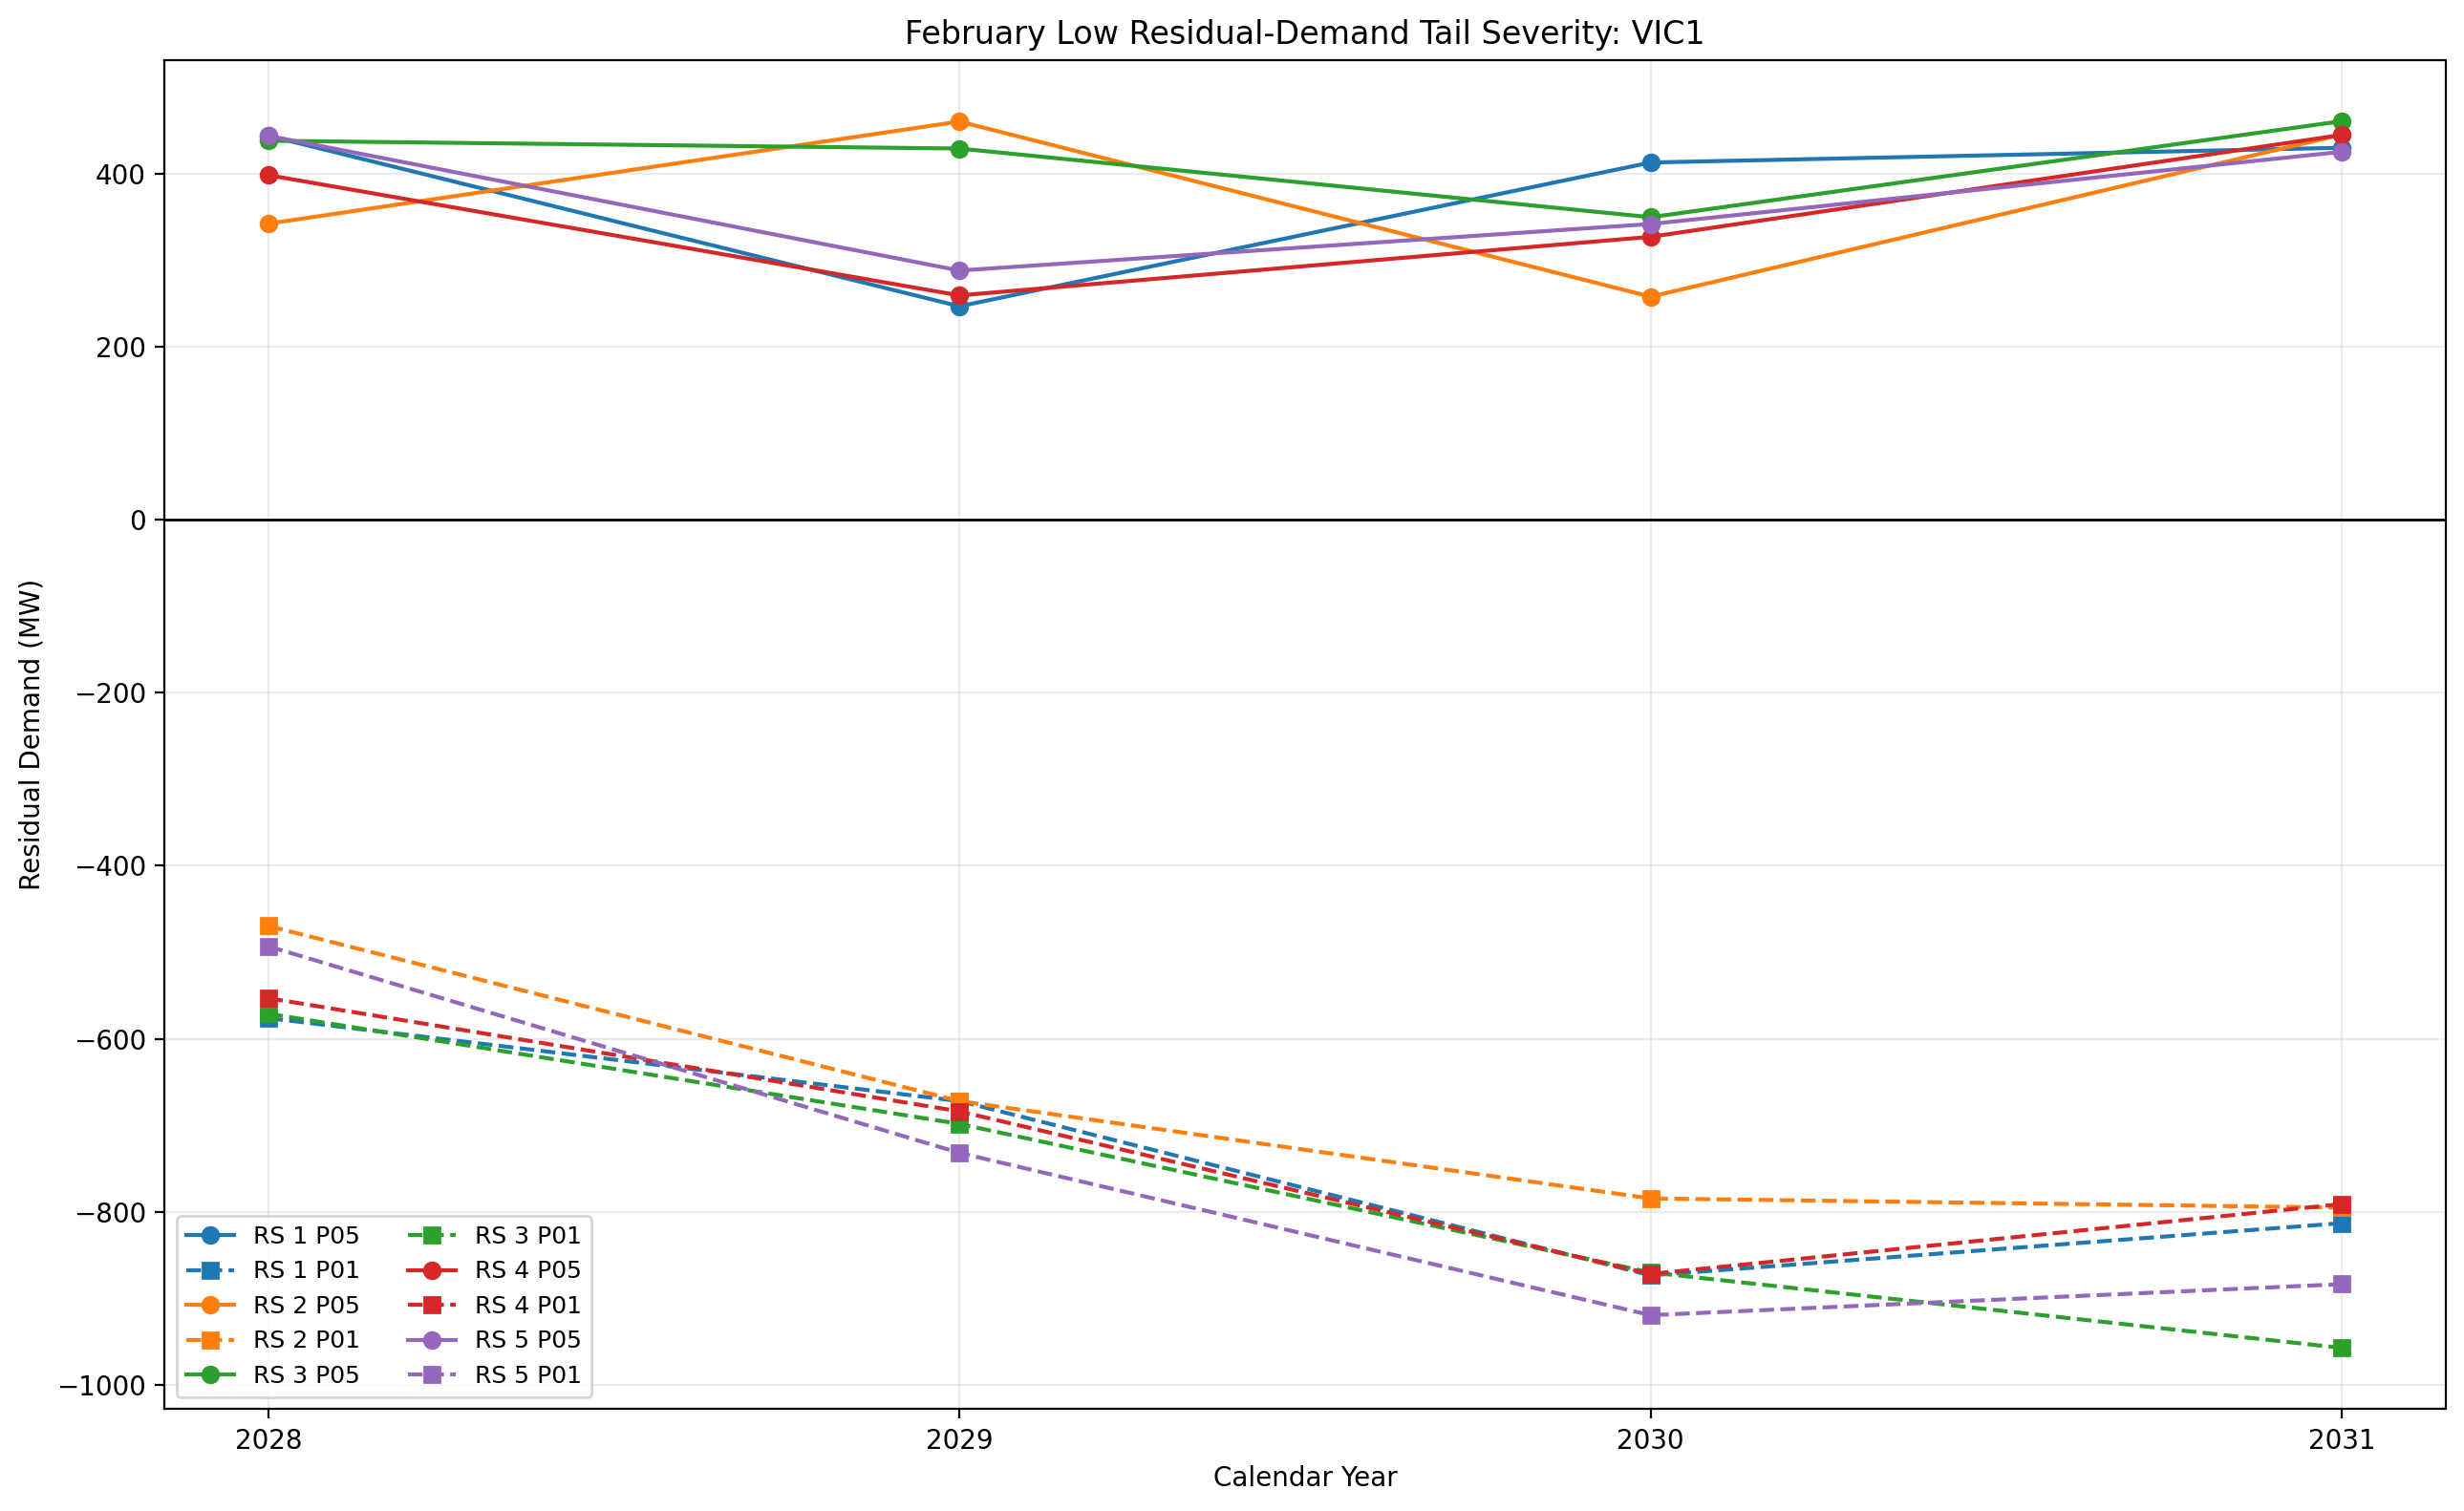 February Low Residual-Demand Tail Severity: VIC1
Residual Demand (MW)
400
200
0
−200
−400
−600
−800
−1000
RS 1 P05
RS 1 P01
RS 2 P05
RS 2 P01
RS 3 P05
RS 3 P01
RS 4 P05
RS 4 P01
RS 5 P05
RS 5 P01
2028 2029 2030 2031
Calendar Year